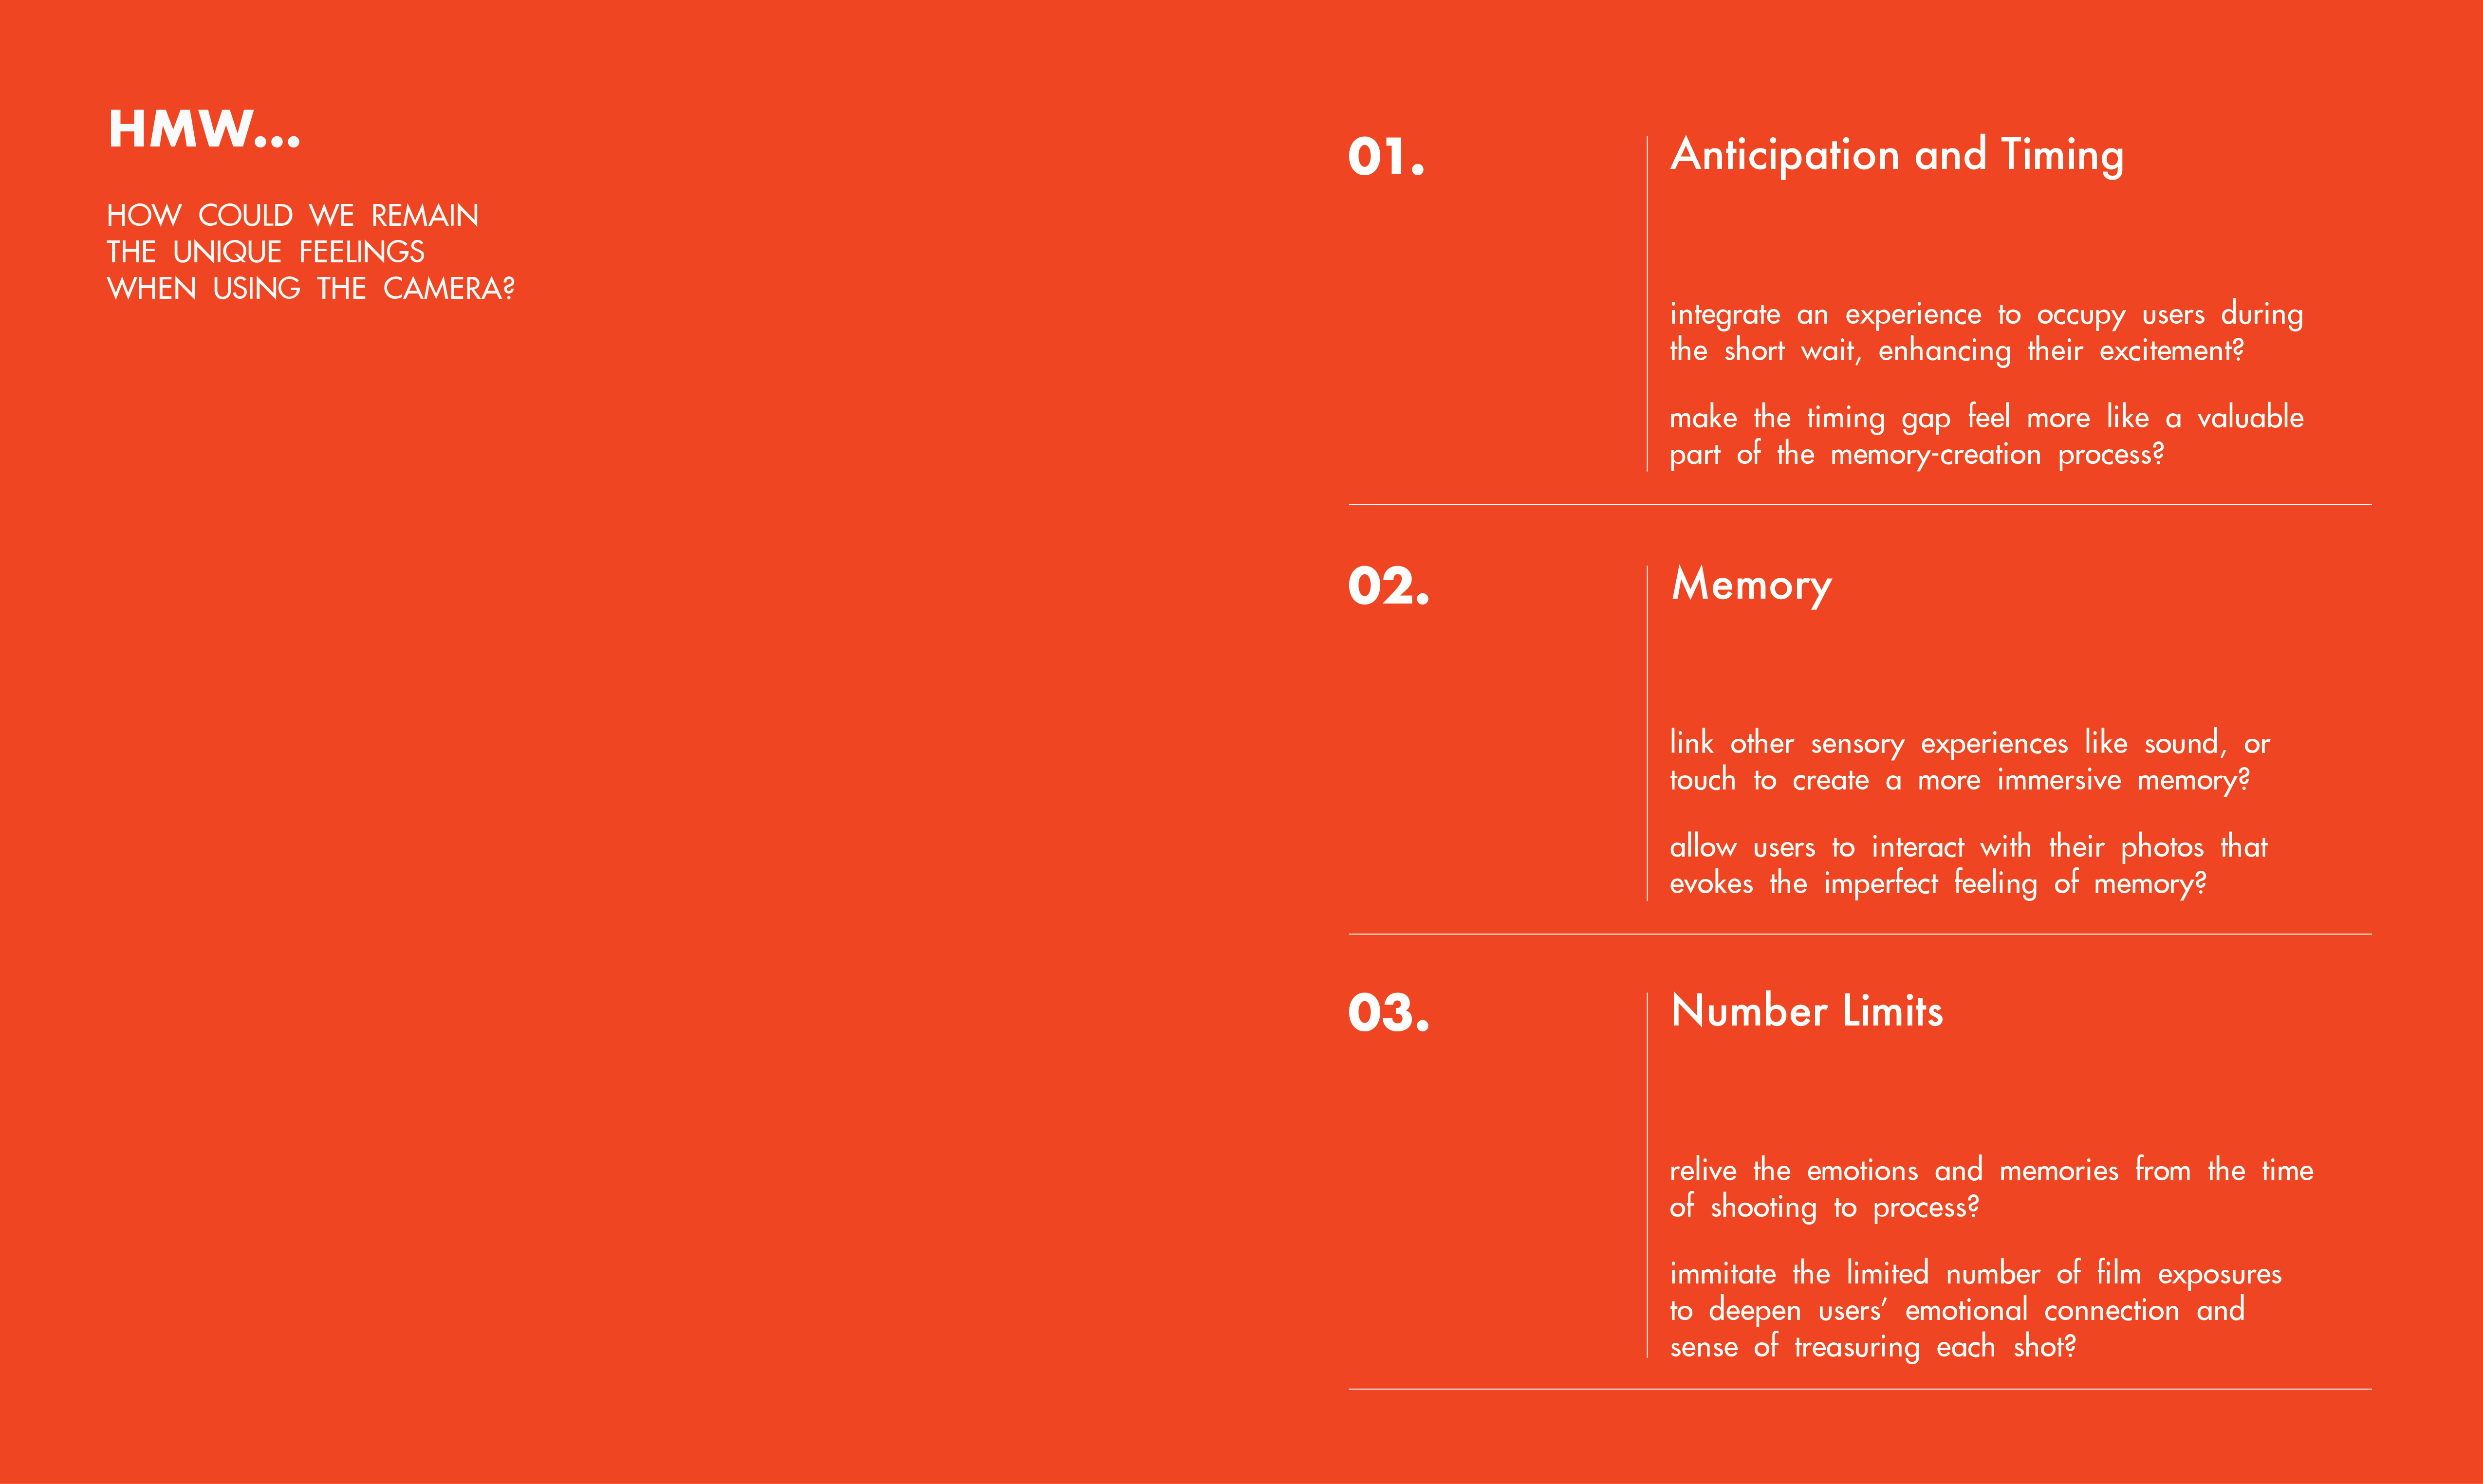 HMW...
HOW COULD WE REMAIN
THE UNIQUE FEELINGS
WHEN USING THE CAMERA?
01.
Anticipation and Timing
integrate an experience to occupy users during
the short wait, enhancing their excitement?
make the timing gap feel more like a valuable
part of the memory-creation process?
02.
Memory
link other sensory experiences like sound, or
touch to create a more immersive memory?
allow users to interact with their photos that
evokes the imperfect feeling of memory?
03.
Number Limits
relive the emotions and memories from the time
of shooting to process?
immitate the limited number of film exposures
to deepen users’ emotional connection and
sense of treasuring each shot?